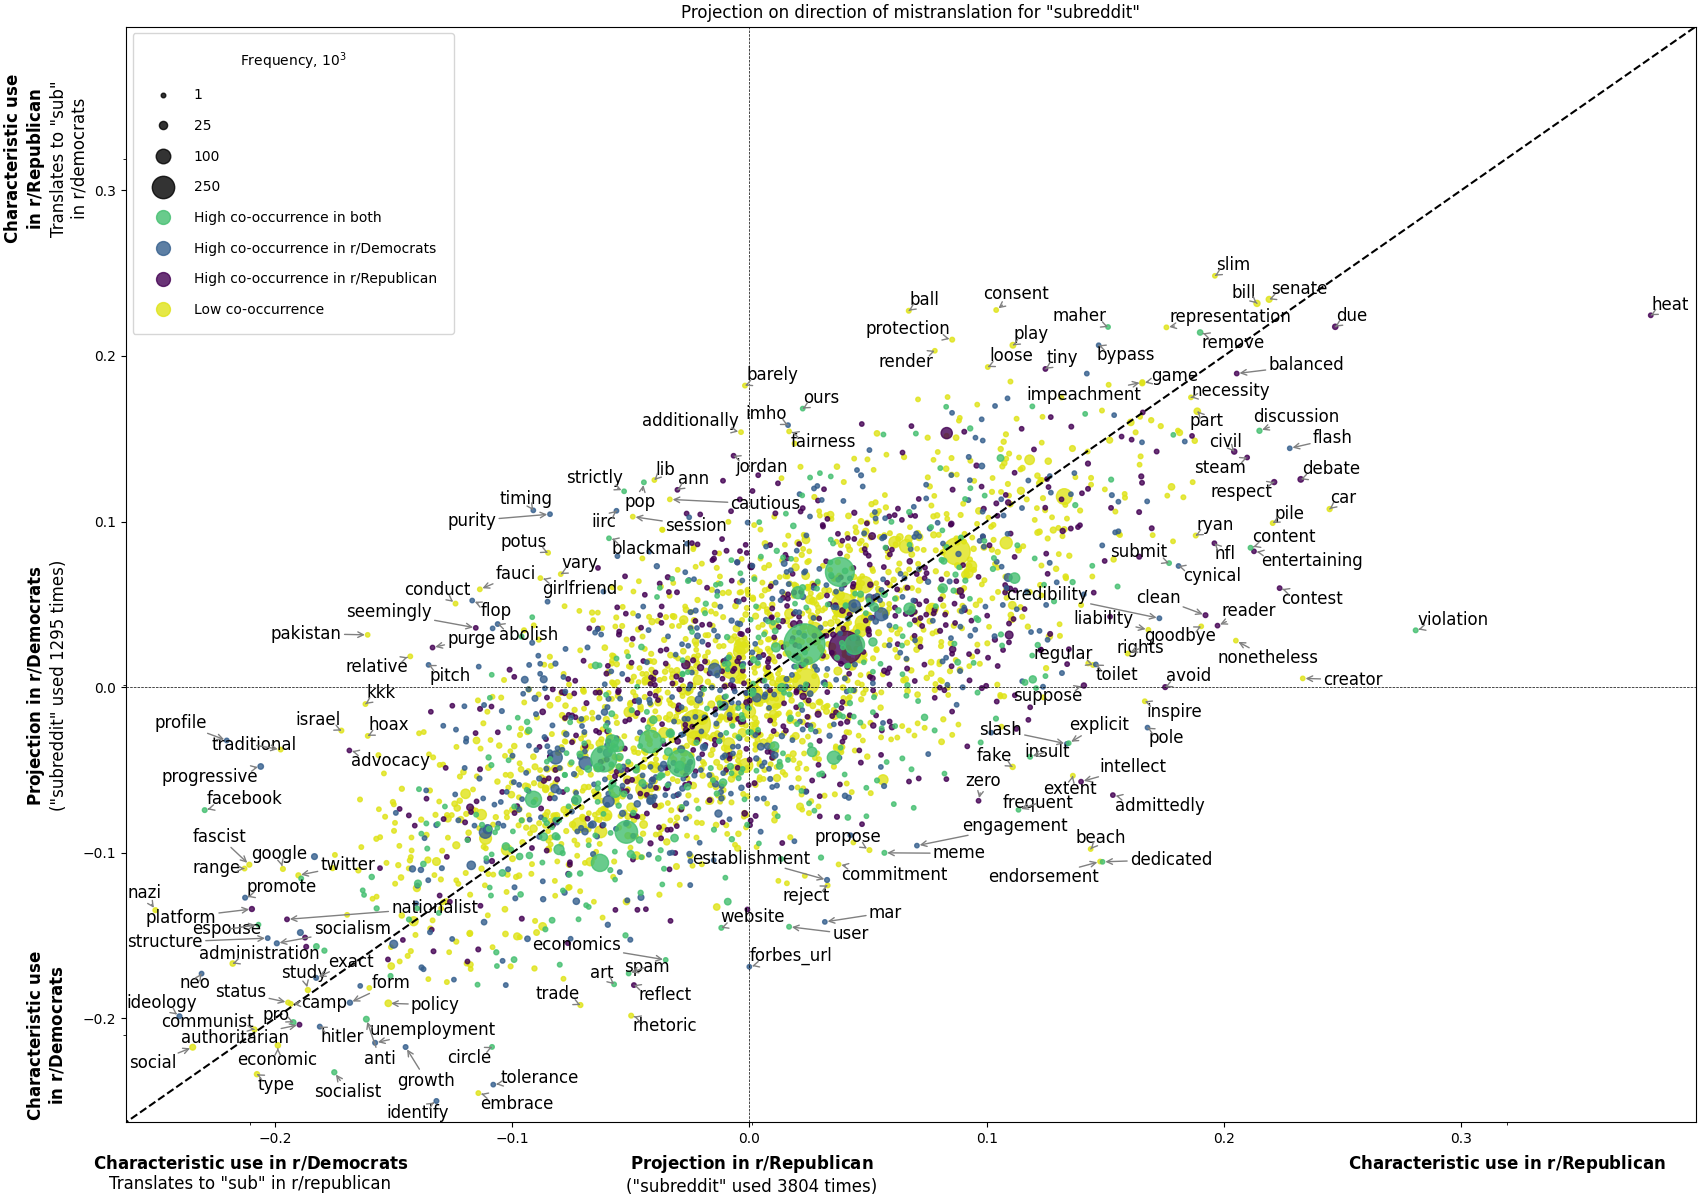 Projection on direction of mistranslation for "subreddit"
Frequency, 10³
1
25
100
250
High co-occurrence in both
High co-occurrence in r/Democrats
High co-occurrence in r/Republican
Low co-occurrence
Characteristic use
in r/Republican
Translates to "sub"
in r/democrats
Projection in r/Democrats
("subreddit" used 1295 times)
Characteristic use
in r/Democrats
0.3
0.2
0.1
0.0
−0.1
−0.2
slim
bill
senate
ball
consent
heat
maher
representation
due
protection
play
remove
render
loose
tiny
bypass
balanced
barely
impeachment
game
necessity
ours
additionally
imho
part
discussion
fairness
civil
flash
lib
jordan
steam
debate
strictly
ann
respect
timing
pop
cautious
car
purity
iirc
session
ryan
pile
potus
blackmail
submit
nfl
content
entertaining
fauci
vary
cynical
conduct
girlfriend
credibility
clean
contest
seemingly
flop
liability
reader
violation
pakistan
purge
abolish
goodbye
rights
relative
pitch
regular
nonetheless
toilet
avoid
creator
kkk
suppose
inspire
profile
israel
hoax
slash
explicit
pole
traditional
advocacy
fake
insult
progressive
zero
intellect
facebook
extent
frequent
admittedly
fascist
engagement
google
propose
beach
range
twitter
establishment
meme
dedicated
nazi
promote
commitment
endorsement
platform
nationalist
reject
espouse
socialism
website
mar
structure
user
administration
economics
forbes_url
study
exact
neo
art
spam
status
form
trade
reflect
ideology
camp
policy
communist
pro
rhetoric
authoritarian
hitler
unemployment
social
economic
anti
circle
type
growth
tolerance
socialist
identify
embrace
−0.2
−0.1
0.0
0.1
0.2
0.3
Characteristic use in r/Democrats
Translates to "sub" in r/republican
Projection in r/Republican
("subreddit" used 3804 times)
Characteristic use in r/Republican